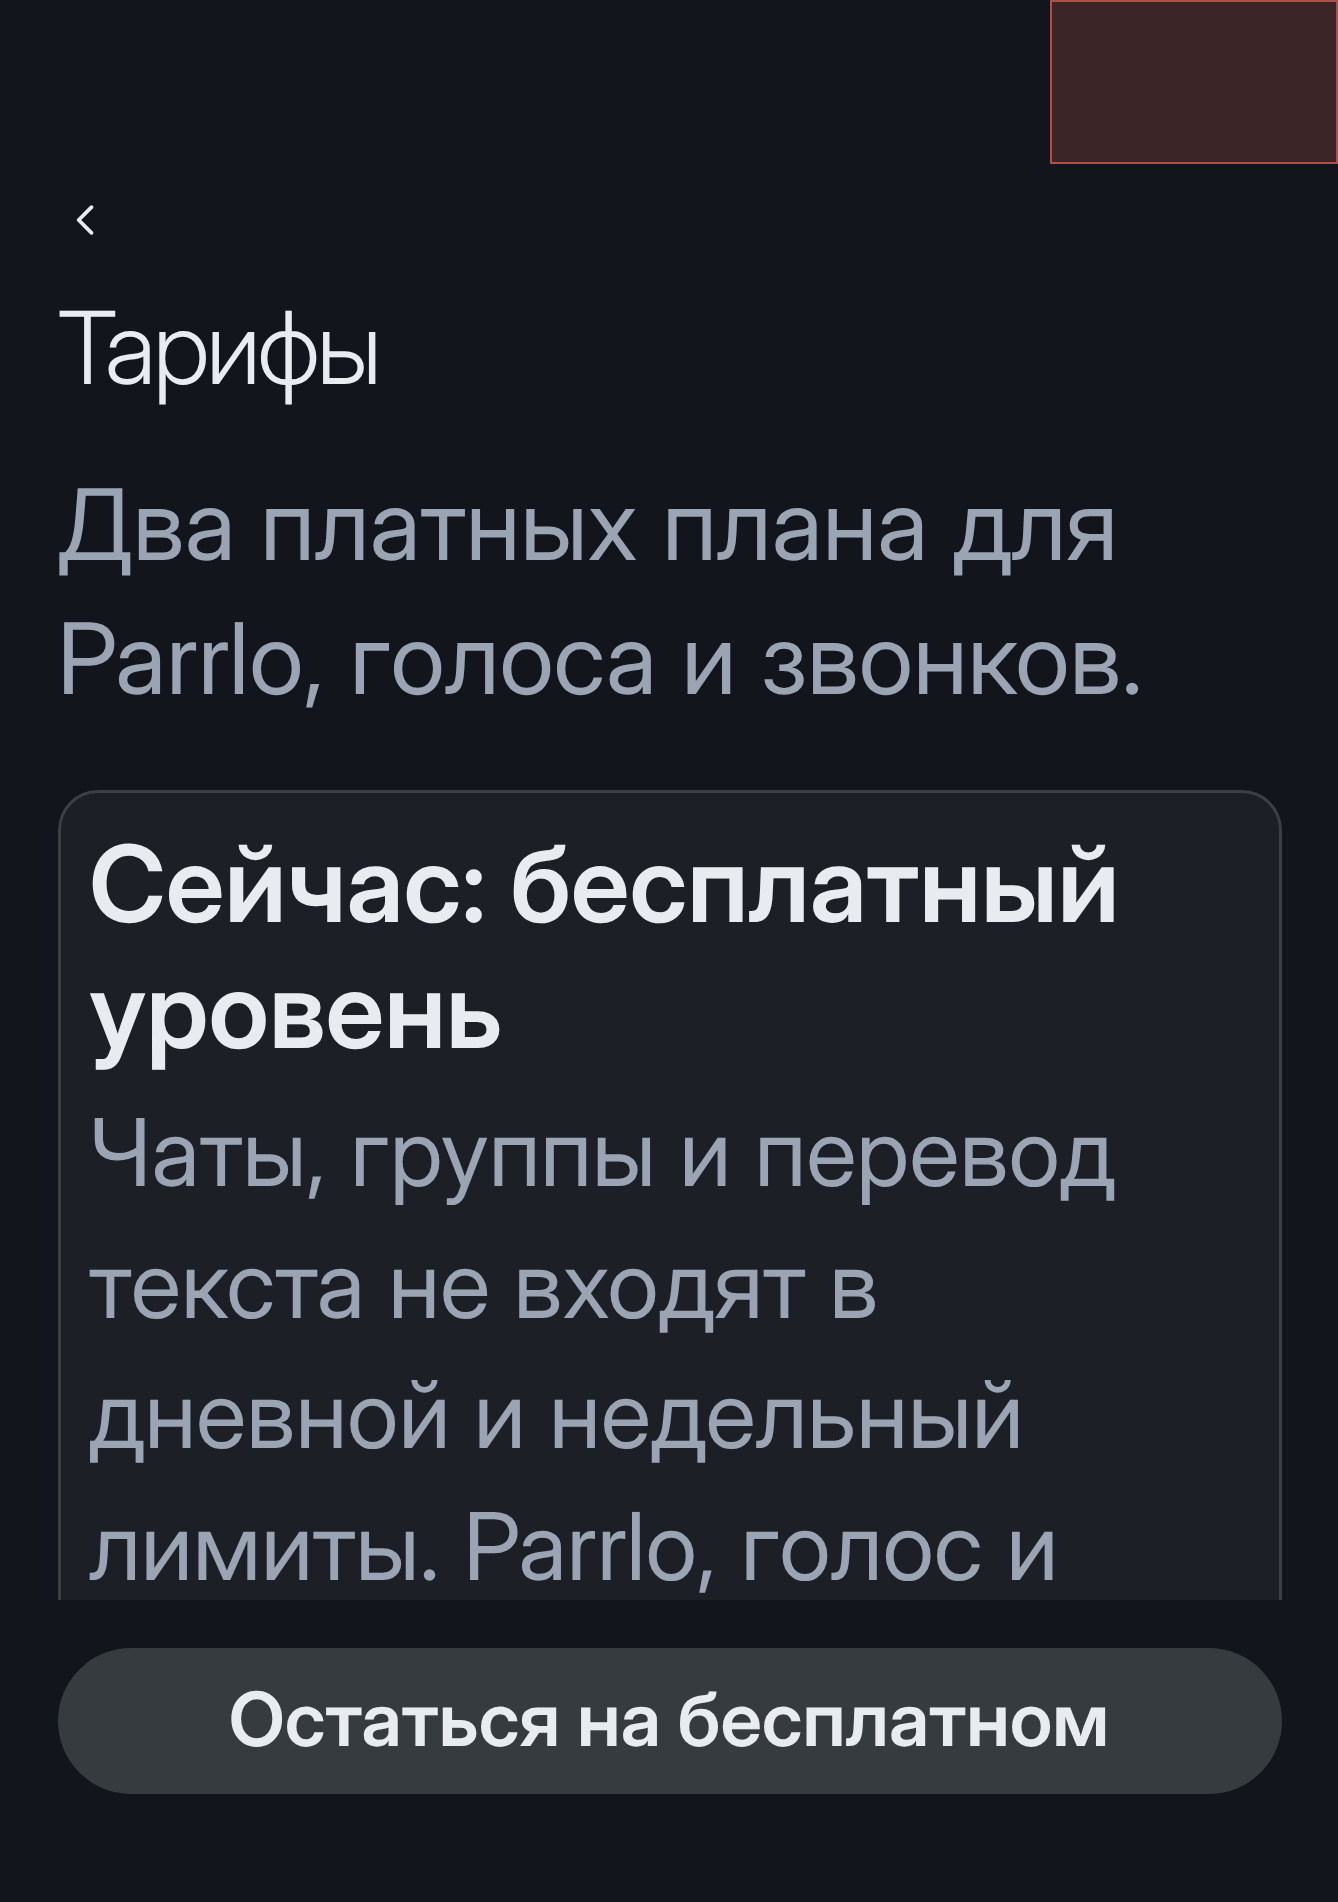 Тарифы
Два платных плана для
Parrlo, голоса и звонков.
Сейчас: бесплатный
уровень
Чаты, группы и перевод
текста не входят в
дневной и недельный
лимиты. Parrlo, голос и
Остаться на бесплатном